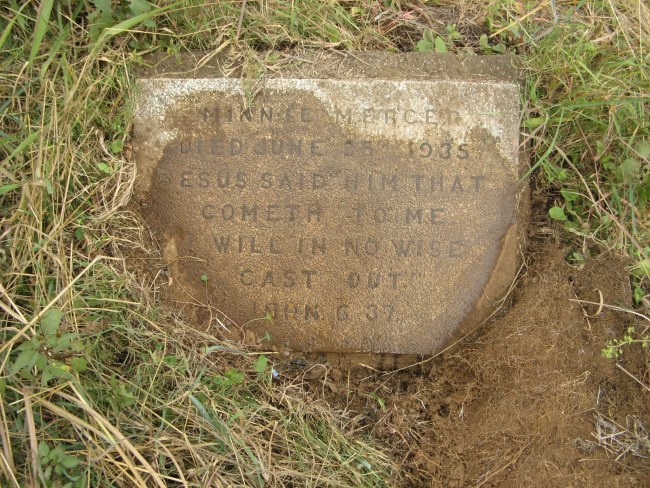 MINNIE MERCER
DIED JUNE 25TH 1935
JESUS SAID "HIM THAT
COMETH TO ME
I WILL IN NO WISE
CAST OUT"
JOHN 6 37